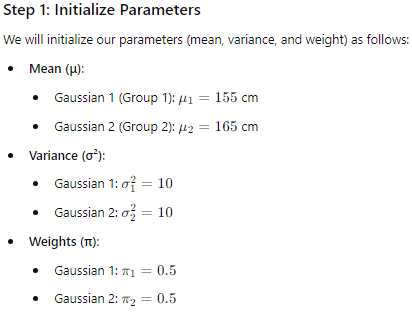 Step 1: Initialize Parameters
We will initialize our parameters (mean, variance, and weight) as follows:
• Mean (μ):
• Gaussian 1 (Group 1): μ₁ = 155 cm
• Gaussian 2 (Group 2): μ₂ = 165 cm
• Variance (σ²):
• Gaussian 1: σ₁² = 10
• Gaussian 2: σ₂² = 10
• Weights (π):
• Gaussian 1: π₁ = 0.5
• Gaussian 2: π₂ = 0.5